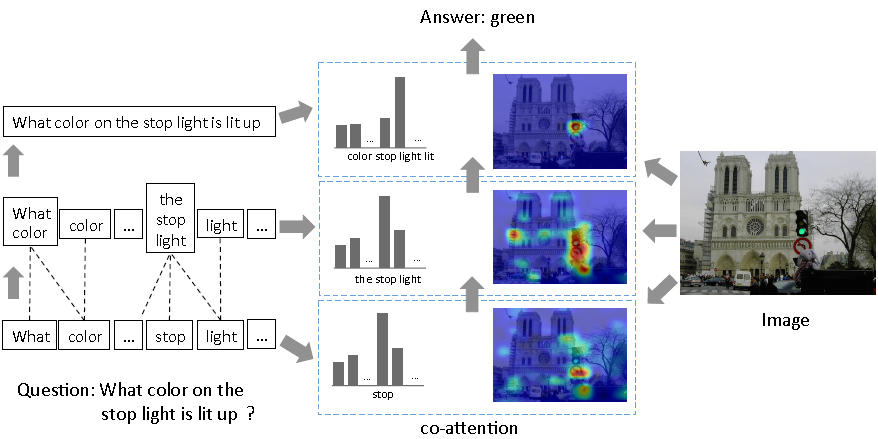 Answer: green
What color on the stop light is lit up
... ...
color stop light lit
What
color
color
...
the
stop
light
light
...
... ...
the stop light
What
color
...
stop
light
...
... ...
stop
Image
Question: What color on the
stop light is lit up ?
co-attention